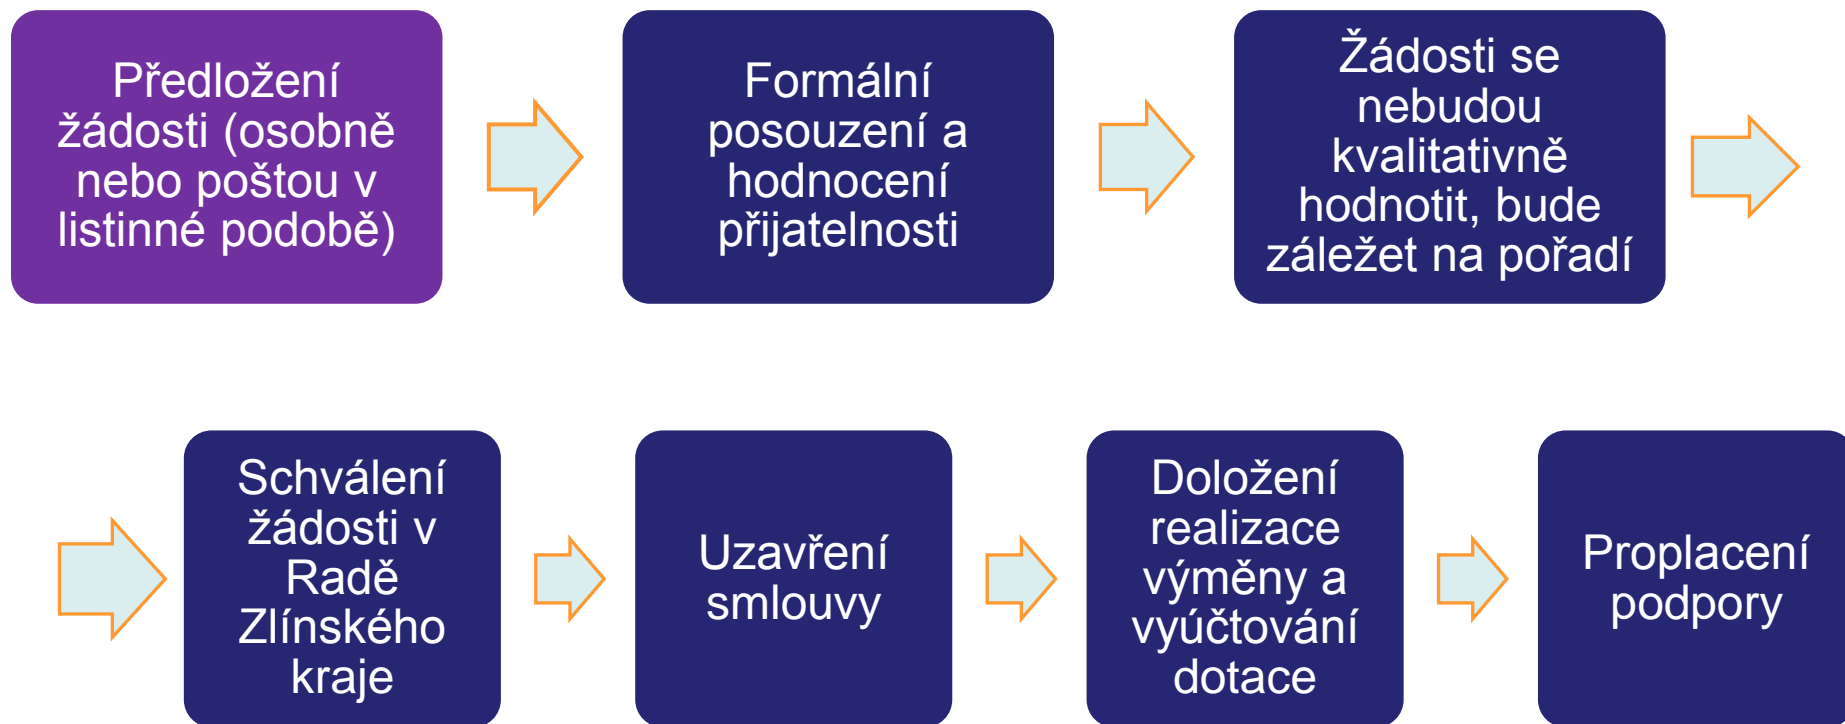 Předložení
žádosti (osobně
nebo poštou v
listinné podobě)
Formální
posouzení a
hodnocení
přijatelnosti
Žádosti se
nebudou
kvalitativně
hodnotit, bude
záležet na pořadí
Schválení
žádosti v
Radě
Zlínského
kraje
Uzavření
smlouvy
Doložení
realizace
výměny a
vyúčtování
dotace
Proplacení
podpory